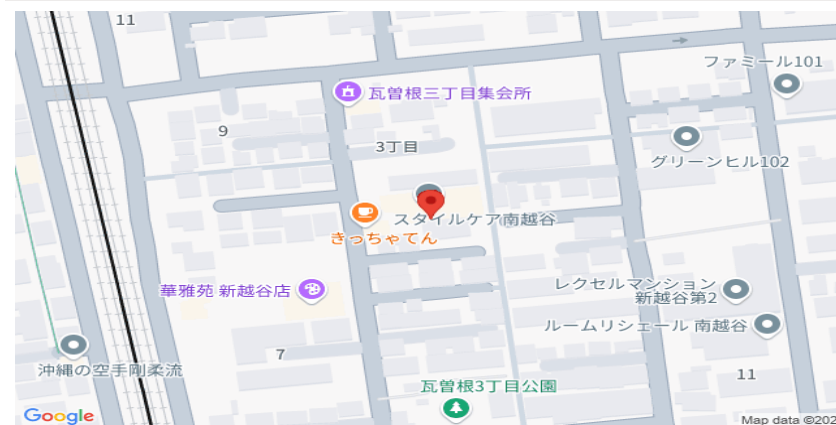 11
ファミール101
瓦曽根三丁目集会所
9
3丁目
グリーンヒル102
スタイルケア南越谷
きっちゃてん
レクセルマンション
新越谷第2
華雅苑 新越谷店
ルームリシェール 南越谷
7
沖縄の空手剛柔流
11
瓦曽根3丁目公園
Google
Map data ©202